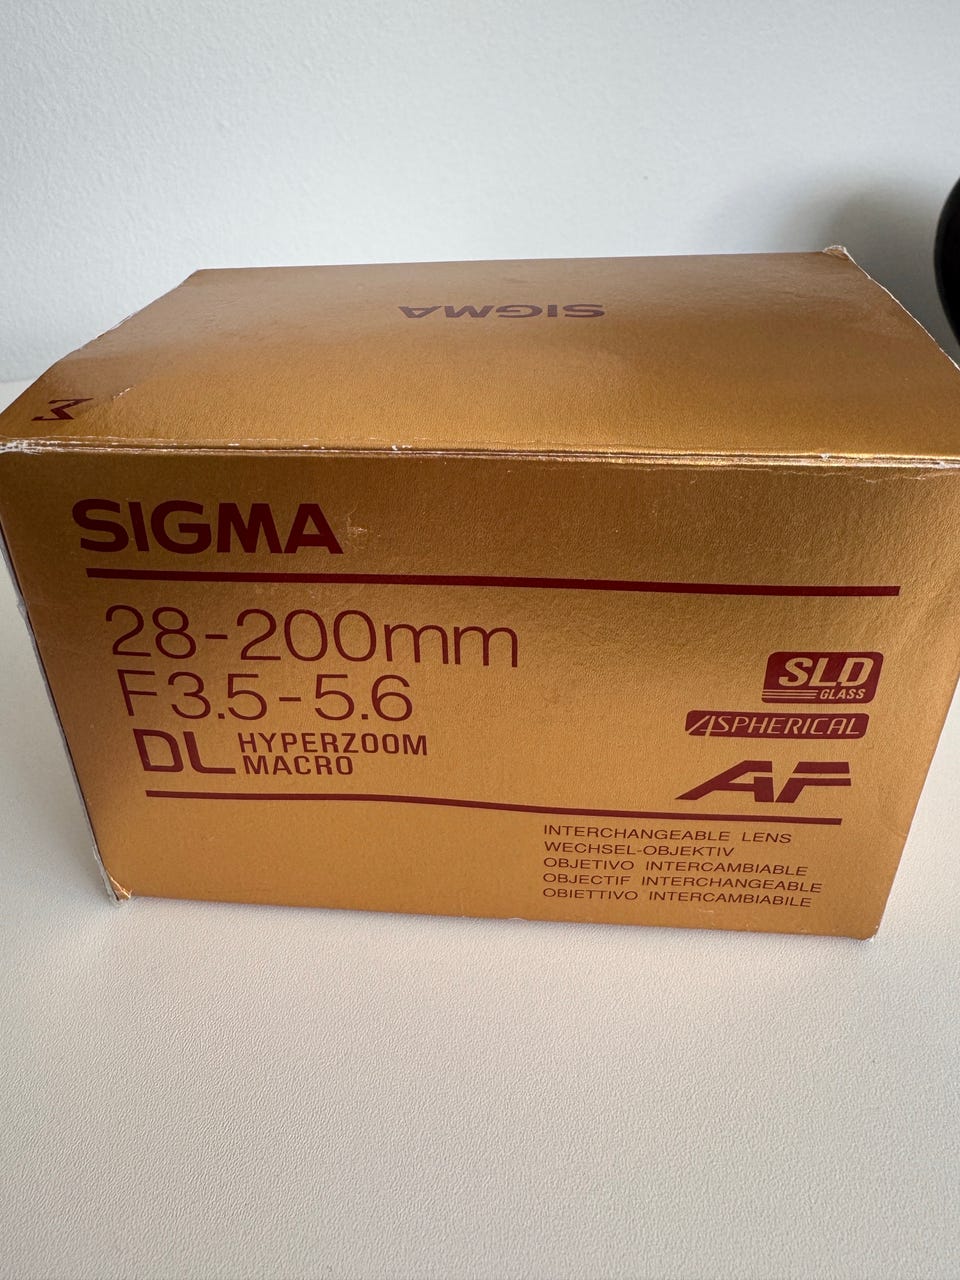 SIGMA
SIGMA
28-200mm
F3.5-5.6
DL HYPERZOOM
MACRO
SLD
GLASS
ASPHERICAL
AF
INTERCHANGEABLE LENS
WECHSEL-OBJEKTIV
OBJETIVO INTERCAMBIABLE
OBJECTIF INTERCHANGEABLE
OBIETTIVO INTERCAMBIABILE